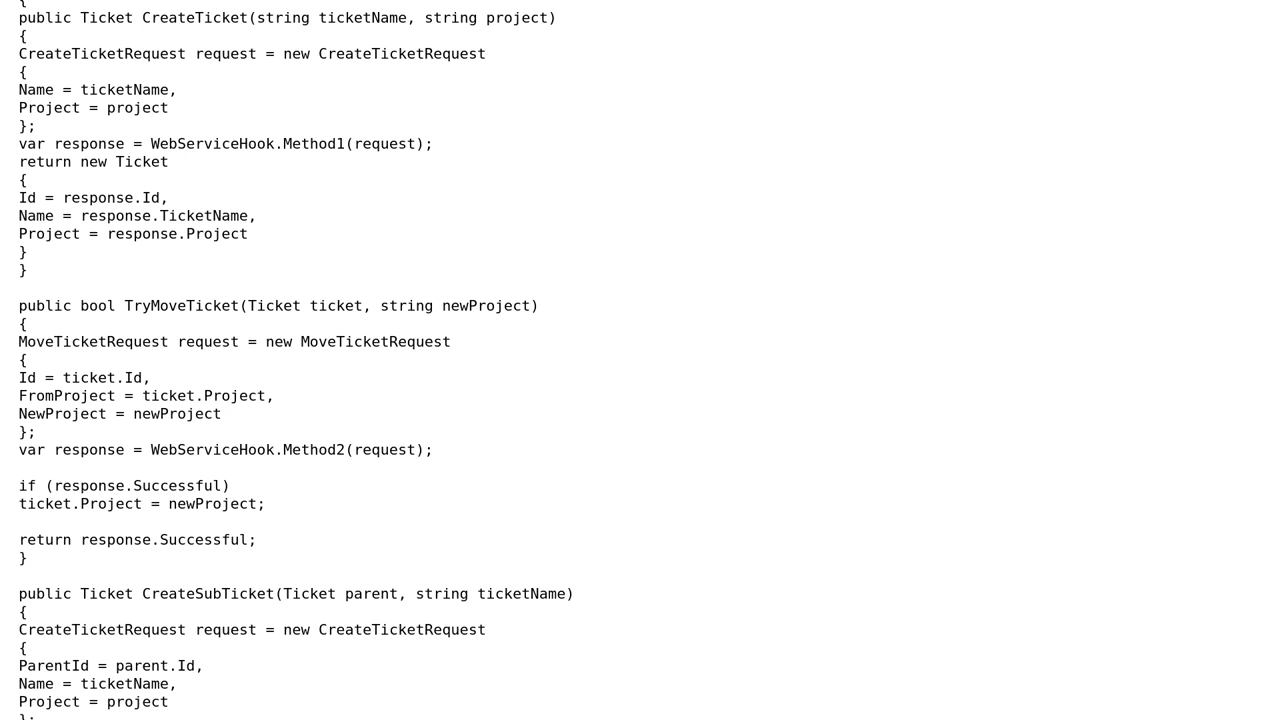 {
public Ticket CreateTicket(string ticketName, string project)
{
CreateTicketRequest request = new CreateTicketRequest
{
Name = ticketName,
Project = project
};
var response = WebServiceHook.Method1(request);
return new Ticket
{
Id = response.Id,
Name = response.TicketName,
Project = response.Project
}
}

public bool TryMoveTicket(Ticket ticket, string newProject)
{
MoveTicketRequest request = new MoveTicketRequest
{
Id = ticket.Id,
FromProject = ticket.Project,
NewProject = newProject
};
var response = WebServiceHook.Method2(request);

if (response.Successful)
ticket.Project = newProject;

return response.Successful;
}

public Ticket CreateSubTicket(Ticket parent, string ticketName)
{
CreateTicketRequest request = new CreateTicketRequest
{
ParentId = parent.Id,
Name = ticketName,
Project = project
};